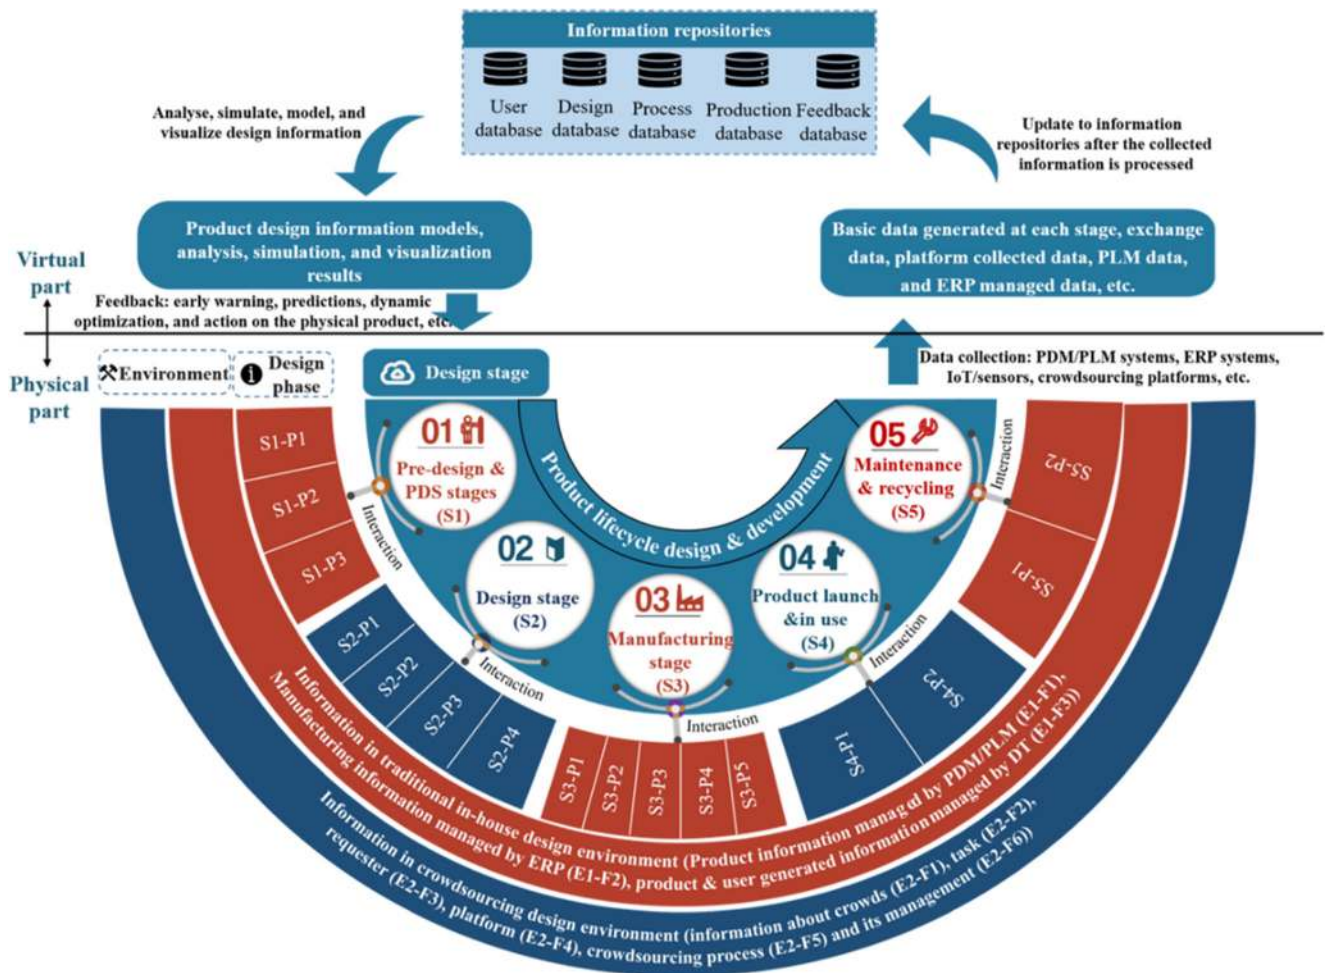 Information repositories
User
database
Design
database
Process
database
Production
database
Feedback
database
Analyse, simulate, model, and
visualize design information
Update to information
repositories after the collected
information is processed
Product design information models,
analysis, simulation, and visualization
results
Basic data generated at each stage, exchange
data, platform collected data, PLM data,
and ERP managed data, etc.
Virtual
part
Feedback: early warning, predictions, dynamic
optimization, and action on the physical product, etc.
Physical
part
Environment
Design
phase
Design stage
Data collection: PDM/PLM systems, ERP systems,
IoT/sensors, crowdsourcing platforms, etc.
Product lifecycle design & development
01
Pre-design &
PDS stages
(S1)
02
Design stage
(S2)
03
Manufacturing
stage
(S3)
04
Product launch
&in use
(S4)
05
Maintenance
& recycling
(S5)
Interaction
Interaction
Interaction
Interaction
Interaction
S1-P1
S1-P2
S1-P3
S2-P1
S2-P2
S2-P3
S2-P4
S3-P1
S3-P2
S3-P3
S3-P4
S3-P5
S4-P1
S4-P2
S5-P1
S5-P2
Information in traditional in-house design environment (Product information managed by PDM/PLM (E1-F1),
Manufacturing information managed by ERP (E1-F2), product & user generated information managed by DT (E1-F3))
Information in crowdsourcing design environment (information about crowds (E2-F1), task (E2-F2),
requester (E2-F3), platform (E2-F4), crowdsourcing process (E2-F5) and its management (E2-F6))